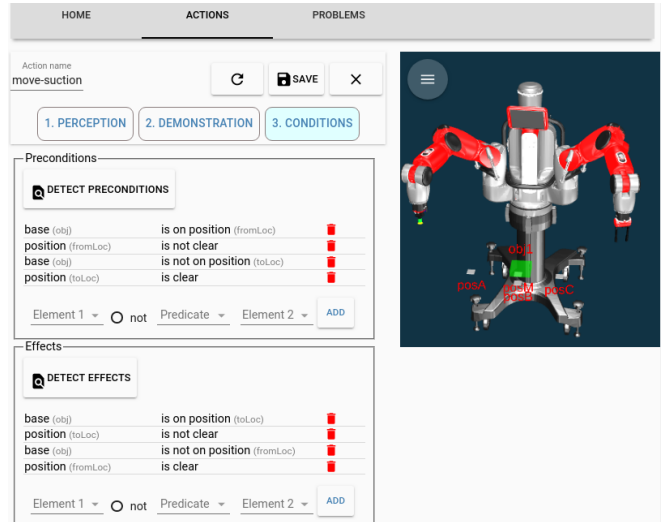 HOME ACTIONS PROBLEMS
Action name
move-suction
SAVE
1. PERCEPTION 2. DEMONSTRATION 3. CONDITIONS
Preconditions
DETECT PRECONDITIONS
base (obj) is on position (fromLoc)
position (fromLoc) is not clear
base (obj) is not on position (toLoc)
position (toLoc) is clear
Element 1 not Predicate Element 2 ADD
Effects
DETECT EFFECTS
base (obj) is on position (toLoc)
position (toLoc) is not clear
base (obj) is not on position (fromLoc)
position (fromLoc) is clear
Element 1 not Predicate Element 2 ADD
obj1
posA posM posC
posB